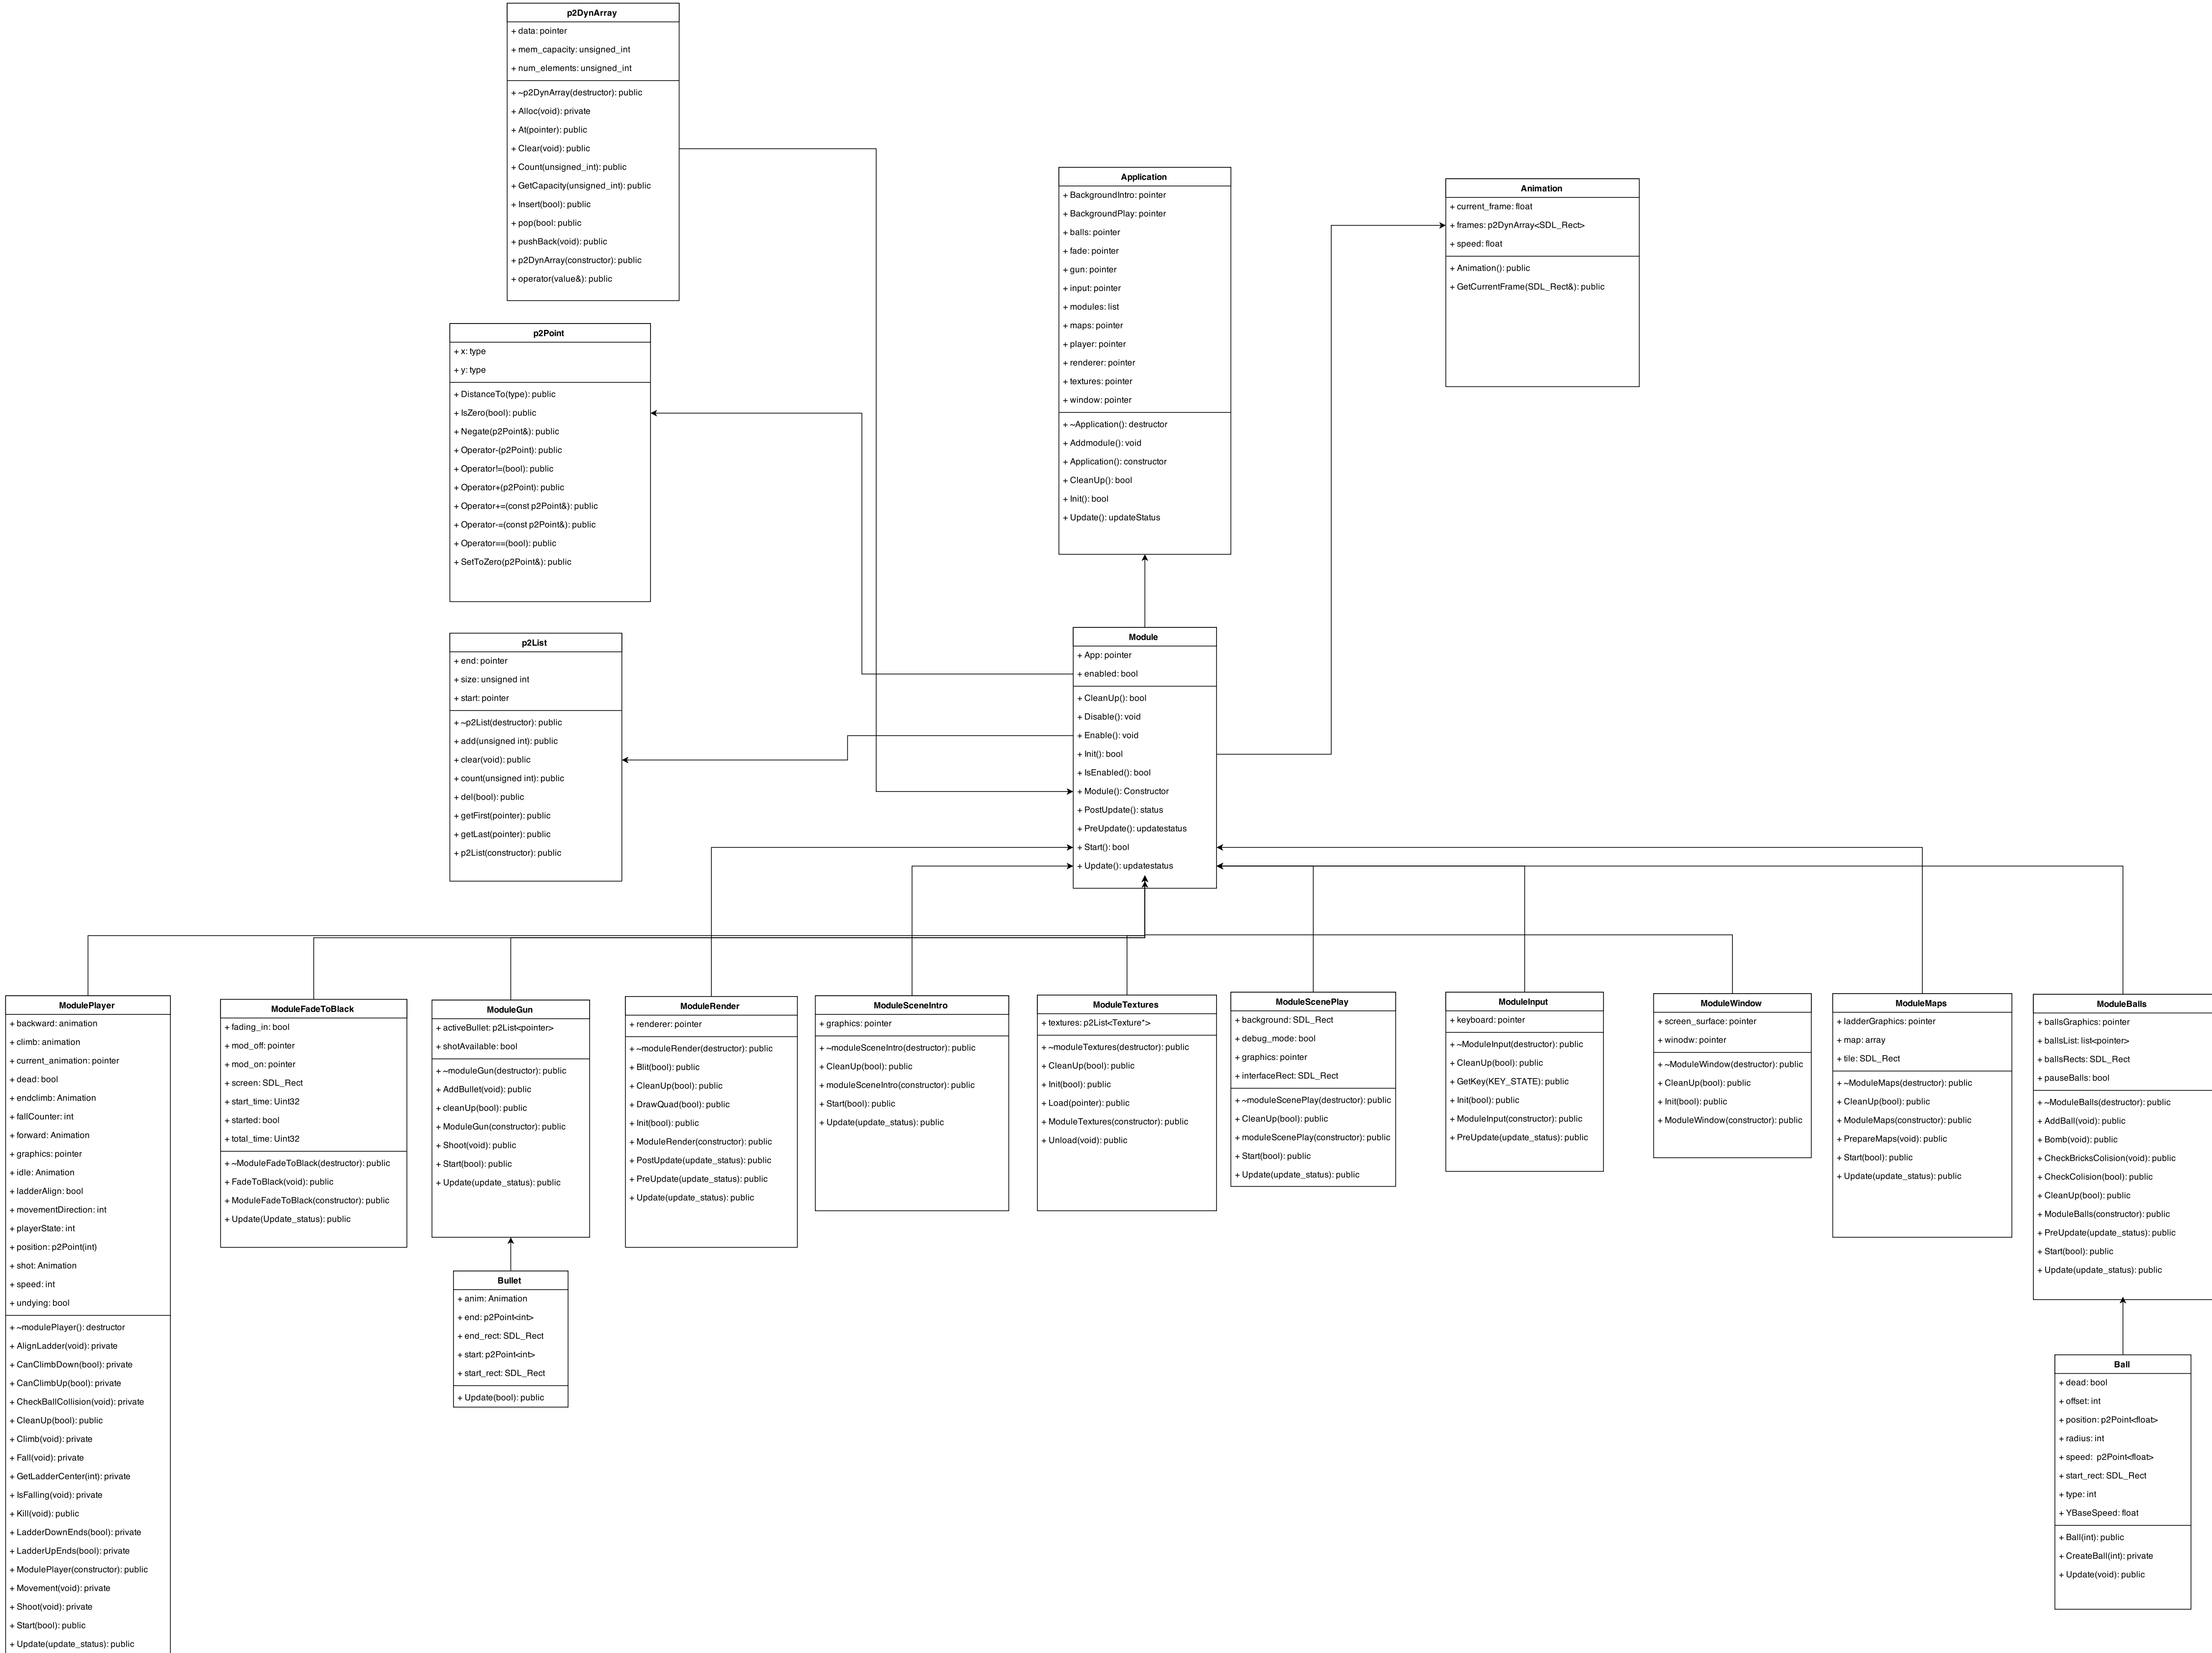 p2DynArray
+ data: pointer
+ mem_capacity: unsigned_int
+ num_elements: unsigned_int
+ ~p2DynArray(destructor): public
+ Alloc(void): private
+ At(pointer): public
+ Clear(void): public
+ Count(unsigned_int): public
+ GetCapacity(unsigned_int): public
+ Insert(bool): public
+ pop(bool: public
+ pushBack(void): public
+ p2DynArray(constructor): public
+ operator(value&): public
Application
+ BackgroundIntro: pointer
+ BackgroundPlay: pointer
+ balls: pointer
+ fade: pointer
+ gun: pointer
+ input: pointer
+ modules: list
+ maps: pointer
+ player: pointer
+ renderer: pointer
+ textures: pointer
+ window: pointer
+ ~Application(): destructor
+ Addmodule(): void
+ Application(): constructor
+ CleanUp(): bool
+ Init(): bool
+ Update(): updateStatus
Animation
+ current_frame: float
+ frames: p2DynArray<SDL_Rect>
+ speed: float
+ Animation(): public
+ GetCurrentFrame(SDL_Rect&): public
p2Point
+ x: type
+ y: type
+ DistanceTo(type): public
+ IsZero(bool): public
+ Negate(p2Point&): public
+ Operator-(p2Point): public
+ Operator!=(bool): public
+ Operator+(p2Point): public
+ Operator+=(const p2Point&): public
+ Operator-=(const p2Point&): public
+ Operator==(bool): public
+ SetToZero(p2Point&): public
p2List
+ end: pointer
+ size: unsigned int
+ start: pointer
+ ~p2List(destructor): public
+ add(unsigned int): public
+ clear(void): public
+ count(unsigned int): public
+ del(bool): public
+ getFirst(pointer): public
+ getLast(pointer): public
+ p2List(constructor): public
Module
+ App: pointer
+ enabled: bool
+ CleanUp(): bool
+ Disable(): void
+ Enable(): void
+ Init(): bool
+ IsEnabled(): bool
+ Module(): Constructor
+ PostUpdate(): status
+ PreUpdate(): updatestatus
+ Start(): bool
+ Update(): updatestatus
ModulePlayer
+ backward: animation
+ climb: animation
+ current_animation: pointer
+ dead: bool
+ endclimb: Animation
+ fallCounter: int
+ forward: Animation
+ graphics: pointer
+ idle: Animation
+ ladderAlign: bool
+ movementDirection: int
+ playerState: int
+ position: p2Point(int)
+ shot: Animation
+ speed: int
+ undying: bool
+ ~modulePlayer(): destructor
+ AlignLadder(void): private
+ CanClimbDown(bool): private
+ CanClimbUp(bool): private
+ CheckBallCollision(void): private
+ CleanUp(bool): public
+ Climb(void): private
+ Fall(void): private
+ GetLadderCenter(int): private
+ IsFalling(void): private
+ Kill(void): public
+ LadderDownEnds(bool): private
+ LadderUpEnds(bool): private
+ ModulePlayer(constructor): public
+ Movement(void): private
+ Shoot(void): private
+ Start(bool): public
+ Update(update_status): public
ModuleFadeToBlack
+ fading_in: bool
+ mod_off: pointer
+ mod_on: pointer
+ screen: SDL_Rect
+ start_time: Uint32
+ started: bool
+ total_time: Uint32
+ ~ModuleFadeToBlack(destructor): public
+ FadeToBlack(void): public
+ ModuleFadeToBlack(constructor): public
+ Update(Update_status): public
ModuleGun
+ activeBullet: p2List<pointer>
+ shotAvailable: bool
+ ~moduleGun(destructor): public
+ AddBullet(void): public
+ cleanUp(bool): public
+ ModuleGun(constructor): public
+ Shoot(void): public
+ Start(bool): public
+ Update(update_status): public
Bullet
+ anim: Animation
+ end: p2Point<int>
+ end_rect: SDL_Rect
+ start: p2Point<int>
+ start_rect: SDL_Rect
+ Update(bool): public
ModuleRender
+ renderer: pointer
+ ~moduleRender(destructor): public
+ Blit(bool): public
+ CleanUp(bool): public
+ DrawQuad(bool): public
+ Init(bool): public
+ ModuleRender(constructor): public
+ PostUpdate(update_status): public
+ PreUpdate(update_status): public
+ Update(update_status): public
ModuleSceneIntro
+ graphics: pointer
+ ~moduleSceneIntro(destructor): public
+ CleanUp(bool): public
+ moduleSceneIntro(constructor): public
+ Start(bool): public
+ Update(update_status): public
ModuleTextures
+ textures: p2List<Texture*>
+ ~moduleTextures(destructor): public
+ CleanUp(bool): public
+ Init(bool): public
+ Load(pointer): public
+ ModuleTextures(constructor): public
+ Unload(void): public
ModuleScenePlay
+ background: SDL_Rect
+ debug_mode: bool
+ graphics: pointer
+ interfaceRect: SDL_Rect
+ ~moduleScenePlay(destructor): public
+ CleanUp(bool): public
+ moduleScenePlay(constructor): public
+ Start(bool): public
+ Update(update_status): public
ModuleInput
+ keyboard: pointer
+ ~ModuleInput(destructor): public
+ CleanUp(bool): public
+ GetKey(KEY_STATE): public
+ Init(bool): public
+ ModuleInput(constructor): public
+ PreUpdate(update_status): public
ModuleWindow
+ screen_surface: pointer
+ winodw: pointer
+ ~ModuleWindow(destructor): public
+ CleanUp(bool): public
+ Init(bool): public
+ ModuleWindow(constructor): public
ModuleMaps
+ ladderGraphics: pointer
+ map: array
+ tile: SDL_Rect
+ ~ModuleMaps(destructor): public
+ CleanUp(bool): public
+ ModuleMaps(constructor): public
+ PrepareMaps(void): public
+ Start(bool): public
+ Update(update_status): public
ModuleBalls
+ ballsGraphics: pointer
+ ballsList: list<pointer>
+ ballsRects: SDL_Rect
+ pauseBalls: bool
+ ~ModuleBalls(destructor): public
+ AddBall(void): public
+ Bomb(void): public
+ CheckBricksColision(void): public
+ CheckColision(bool): public
+ CleanUp(bool): public
+ ModuleBalls(constructor): public
+ PreUpdate(update_status): public
+ Start(bool): public
+ Update(update_status): public
Ball
+ dead: bool
+ offset: int
+ position: p2Point<float>
+ radius: int
+ speed: p2Point<float>
+ start_rect: SDL_Rect
+ type: int
+ YBaseSpeed: float
+ Ball(int): public
+ CreateBall(int): private
+ Update(void): public